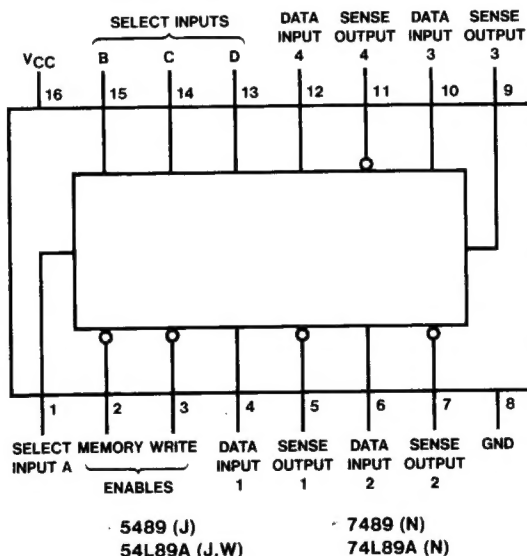 SELECT INPUTS
DATA INPUT 4
SENSE OUTPUT 4
DATA INPUT 3
SENSE OUTPUT 3
VCC B C D
16 15 14 13 12 11 10 9
1 2 3 4 5 6 7 8
SELECT INPUT A
MEMORY WRITE
ENABLES
DATA INPUT 1
SENSE OUTPUT 1
DATA INPUT 2
SENSE OUTPUT 2
GND
5489 (J) 7489 (N)
54L89A (J,W) 74L89A (N)